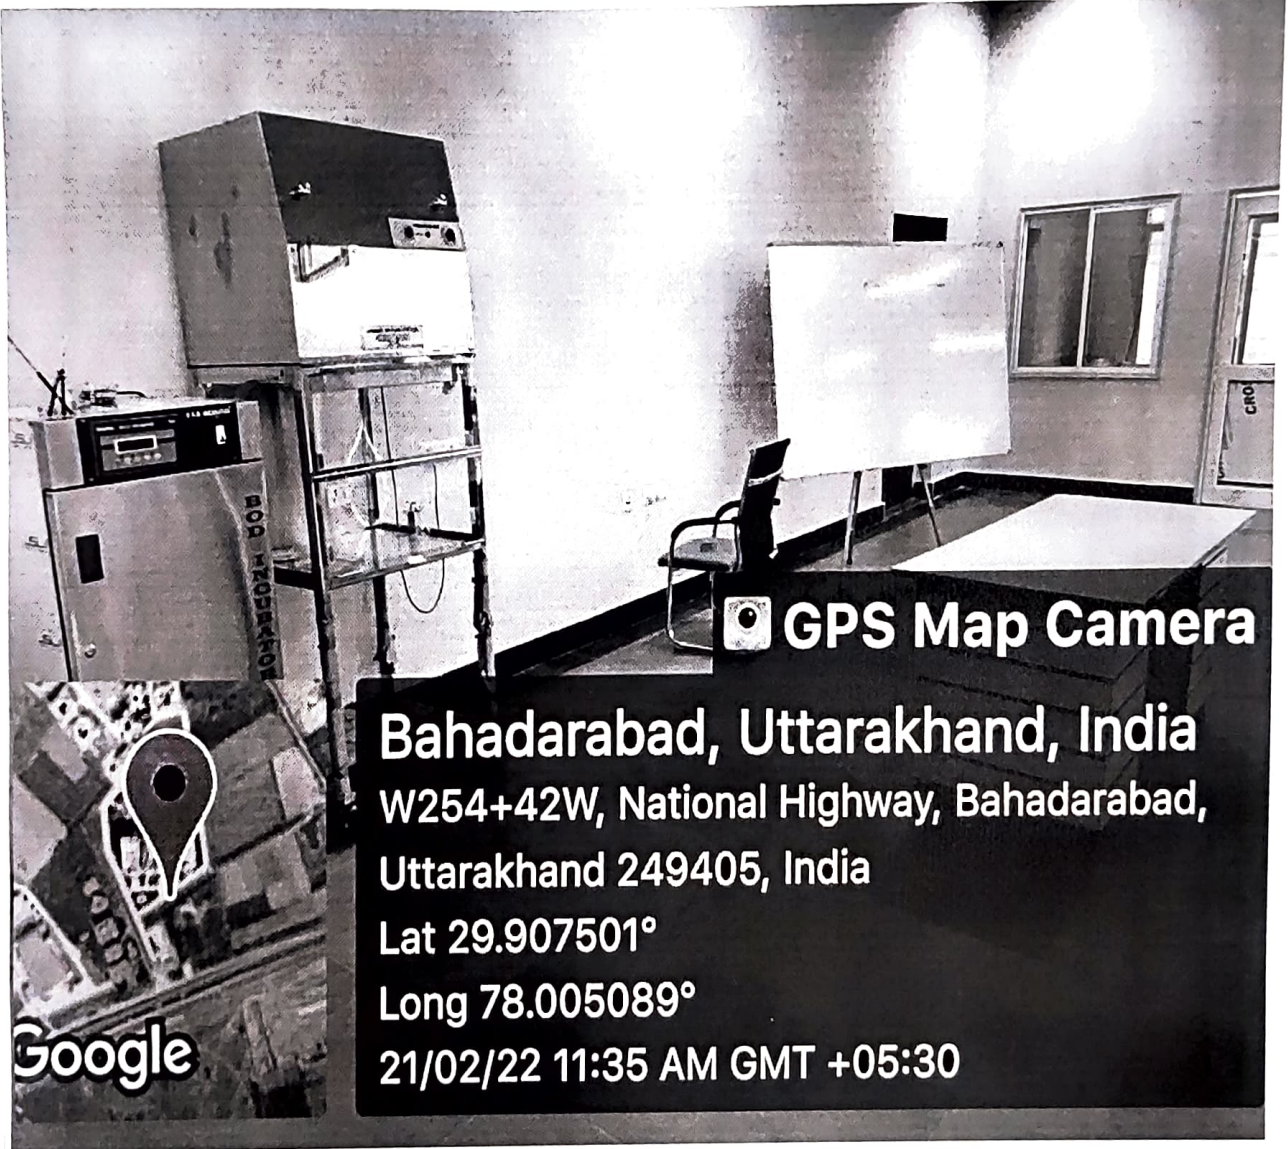 BOD INCUBATOR
CRO
GPS Map Camera
Bahadarabad, Uttarakhand, India
W254+42W, National Highway, Bahadarabad,
Uttarakhand 249405, India
Lat 29.907501°
Long 78.005089°
21/02/22 11:35 AM GMT +05:30
Google